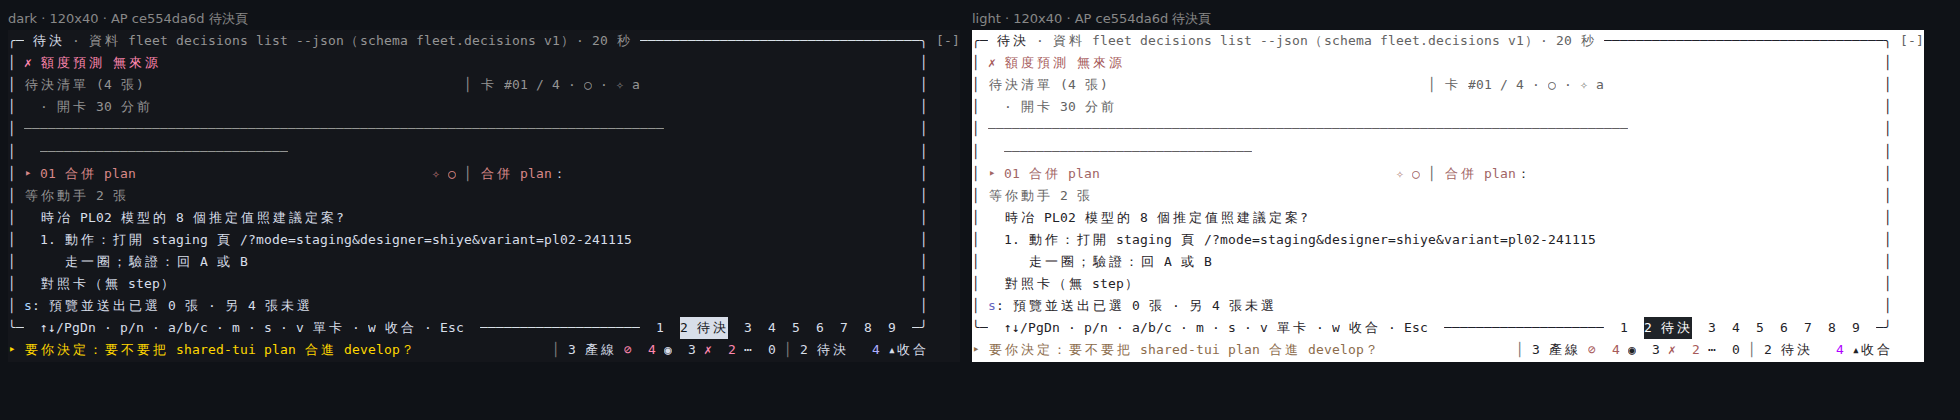 dark · 120x40 · AP ce554da6d 待決頁
待決 · 資料 fleet decisions list --json（schema fleet.decisions v1）· 20 秒 [-]
✗ 額度預測 無來源
待決清單 (4 張) │ 卡 #01 / 4 · ○ · ✧ a
· 開卡 30 分前
‣ 01 合併 plan ✧ ○ │ 合併 plan：
等你動手 2 張
時冶 PL02 模型的 8 個推定值照建議定案?
1. 動作：打開 staging 頁 /?mode=staging&designer=shiye&variant=pl02-241115
走一圈；驗證：回 A 或 B
對照卡（無 step）
s: 預覽並送出已選 0 張 · 另 4 張未選
↑↓/PgDn · p/n · a/b/c · m · s · v 單卡 · w 收合 · Esc 1 2 待決 3 4 5 6 7 8 9
‣ 要你決定：要不要把 shared-tui plan 合進 develop？ │ 3 產線 ⊘ 4 ◉ 3 ✗ 2 … 0 │ 2 待決 4 ▴收合
light · 120x40 · AP ce554da6d 待決頁
待決 · 資料 fleet decisions list --json（schema fleet.decisions v1）· 20 秒 [-]
✗ 額度預測 無來源
待決清單 (4 張) │ 卡 #01 / 4 · ○ · ✧ a
· 開卡 30 分前
‣ 01 合併 plan ✧ ○ │ 合併 plan：
等你動手 2 張
時冶 PL02 模型的 8 個推定值照建議定案?
1. 動作：打開 staging 頁 /?mode=staging&designer=shiye&variant=pl02-241115
走一圈；驗證：回 A 或 B
對照卡（無 step）
s: 預覽並送出已選 0 張 · 另 4 張未選
↑↓/PgDn · p/n · a/b/c · m · s · v 單卡 · w 收合 · Esc 1 2 待決 3 4 5 6 7 8 9
‣ 要你決定：要不要把 shared-tui plan 合進 develop？ │ 3 產線 ⊘ 4 ◉ 3 ✗ 2 … 0 │ 2 待決 4 ▴收合